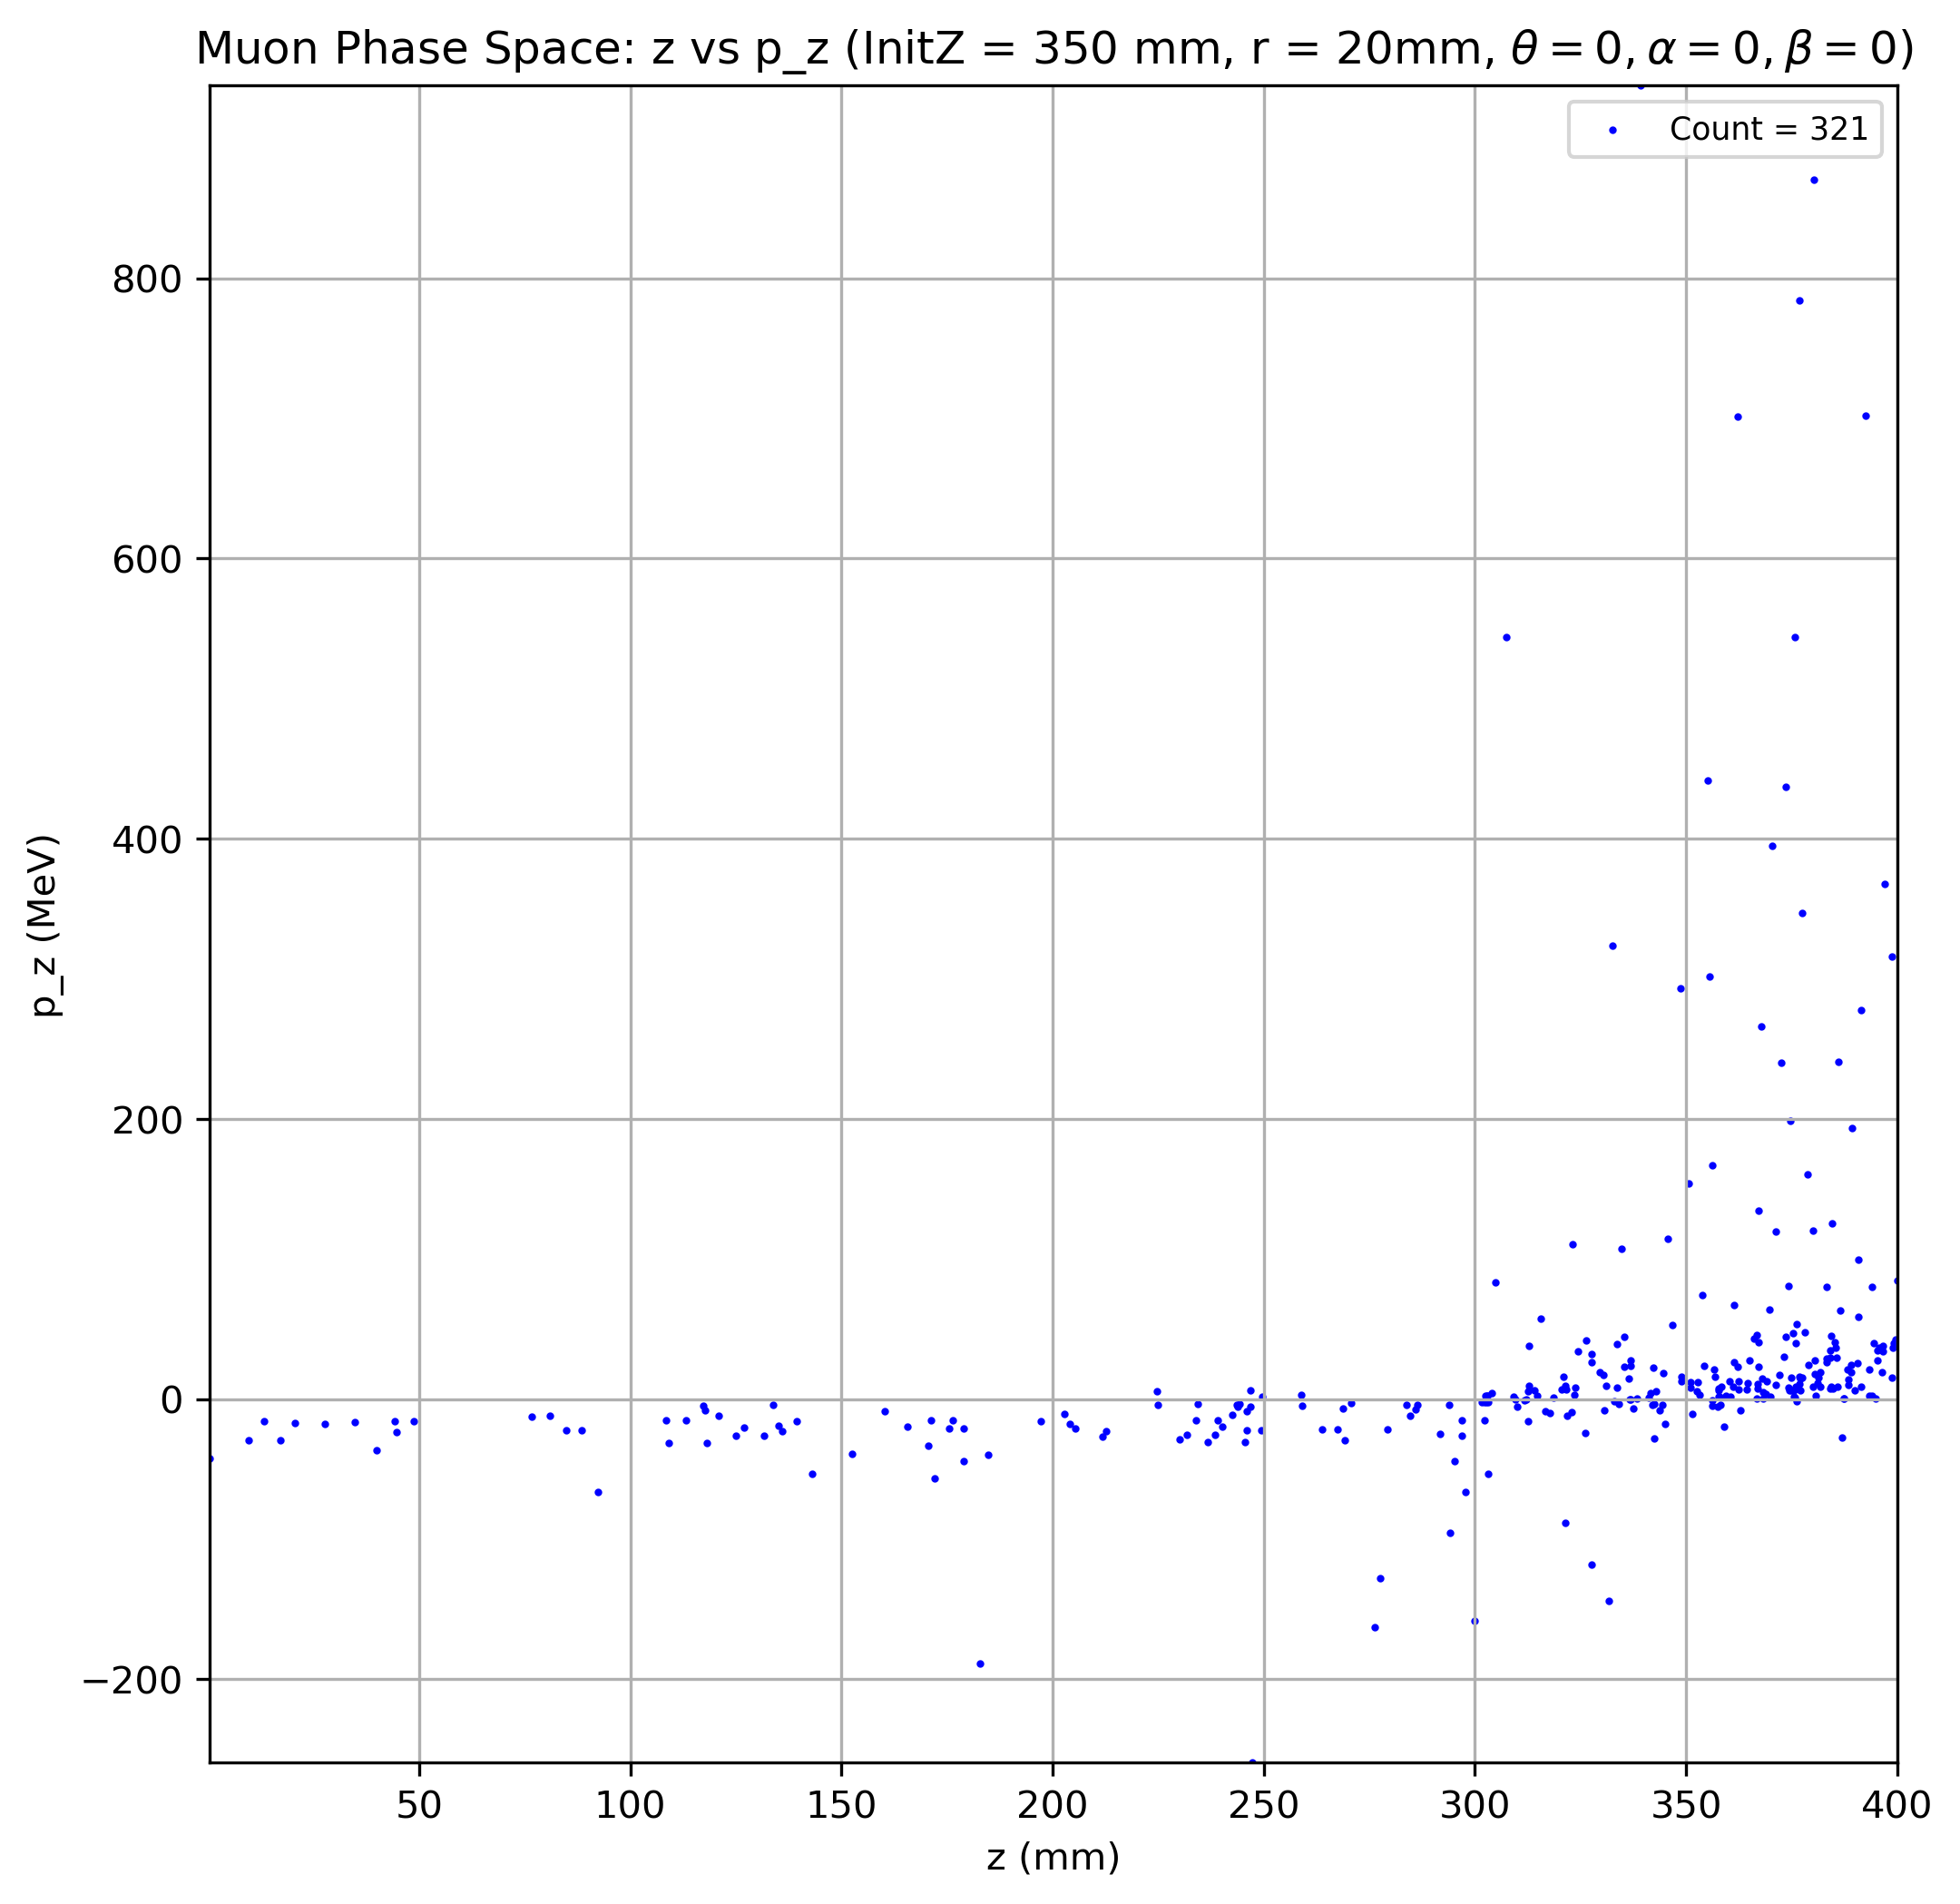 Muon Phase Space: z vs p_z (InitZ = 350 mm, r = 20mm, θ = 0, α = 0, β = 0)
Count = 321
800
600
400
200
0
−200
p_z (MeV)
50 100 150 200 250 300 350 400
z (mm)